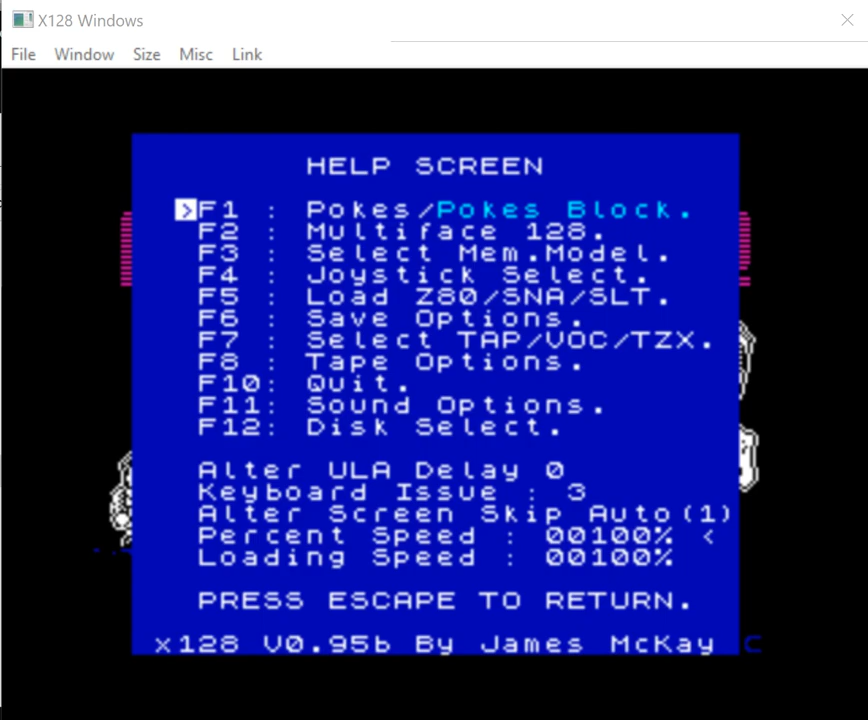 X128 Windows
File Window Size Misc Link
HELP SCREEN
>F1 : Pokes/Pokes Block.
F2 : Multiface 128.
F3 : Select Mem.Model.
F4 : Joystick Select.
F5 : Load Z80/SNA/SLT.
F6 : Save Options.
F7 : Select TAP/VOC/TZX.
F8 : Tape Options.
F10: Quit.
F11: Sound Options.
F12: Disk Select.
Alter ULA Delay 0
Keyboard Issue : 3
Alter Screen Skip Auto(1)
Percent Speed : 00100% <
Loading Speed : 00100%
PRESS ESCAPE TO RETURN.
x128 V0.95b By James McKay C